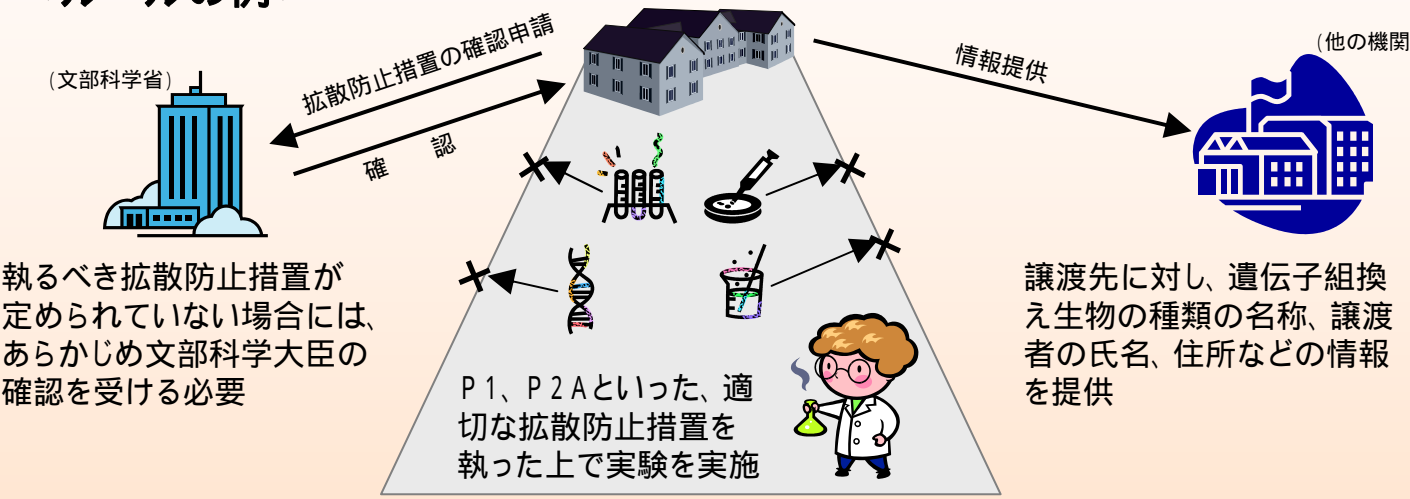 の例
(文部科学省)
拡散防止措置の確認申請
確 認
情報提供
(他の機関
執るべき拡散防止措置が
定められていない場合には、
あらかじめ文部科学大臣の
確認を受ける必要
P1、P2Aといった、適
切な拡散防止措置を
執った上で実験を実施
譲渡先に対し、遺伝子組換
え生物の種類の名称、譲渡
者の氏名、住所などの情報
を提供